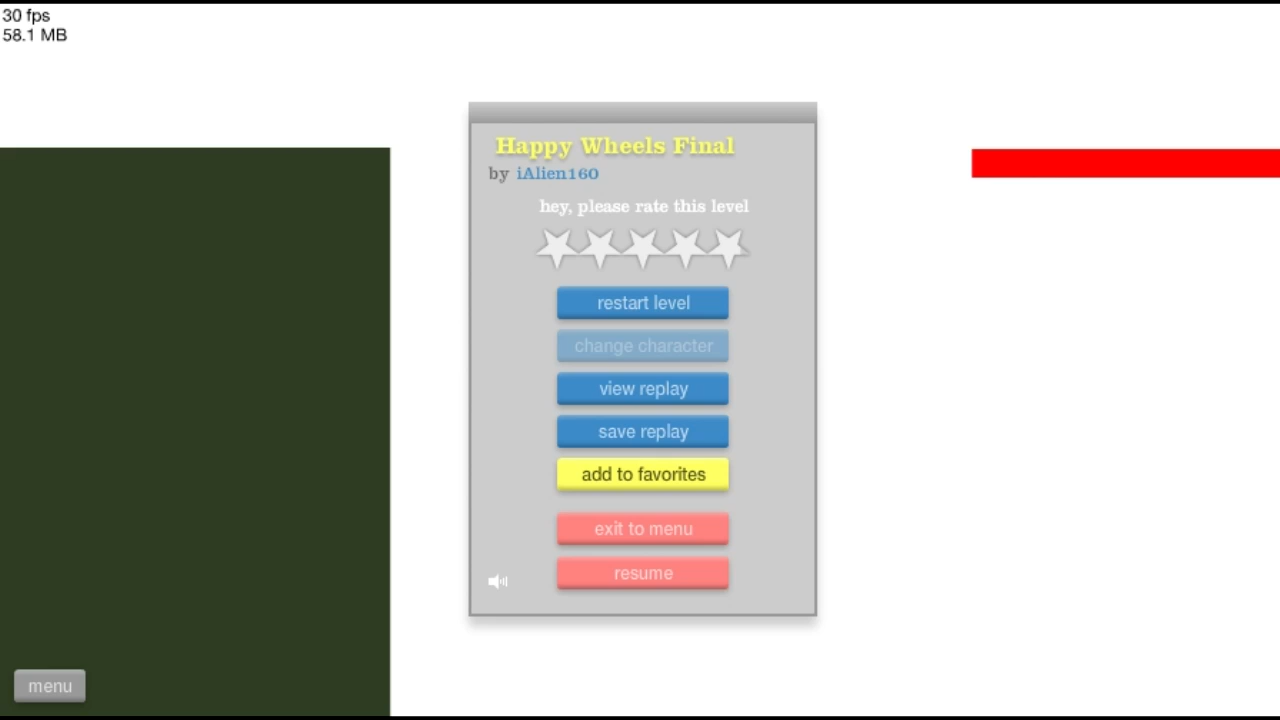 30 fps
58.1 MB
Happy Wheels Final
by iAlien160
hey, please rate this level
restart level
change character
view replay
save replay
add to favorites
exit to menu
resume
menu